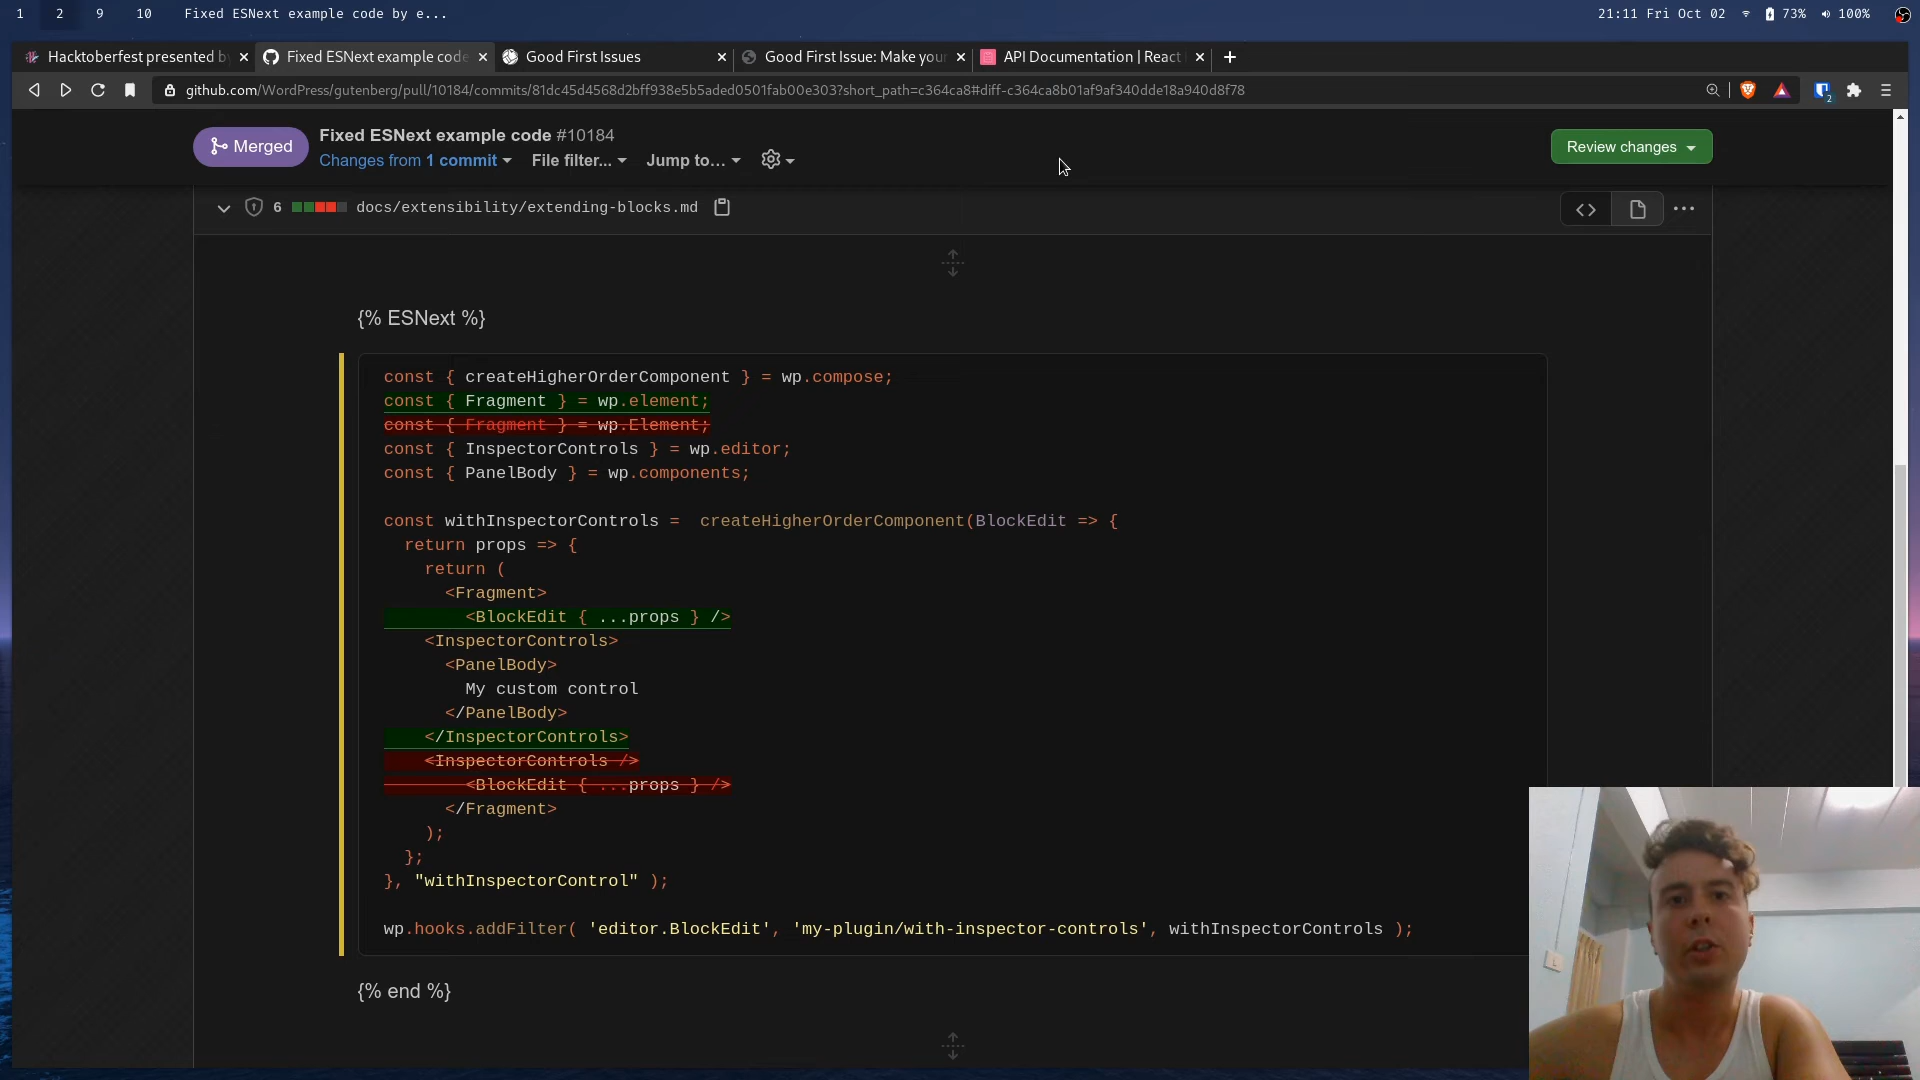 1 2 9 10 Fixed ESNext example code by e... 21:11 Fri Oct 02 73% 100%
Hacktoberfest presented by Fixed ESNext example code Good First Issues Good First Issue: Make your API Documentation | React
github.com/WordPress/gutenberg/pull/10184/commits/81dc45d4568d2bff938e5b5aded0501fab00e303?short_path=c364ca8#diff-c364ca8b01af9af340dde18a940d8f78 2
Merged
Fixed ESNext example code #10184
Changes from 1 commit File filter... Jump to...
Review changes
6 docs/extensibility/extending-blocks.md
{% ESNext %}
const { createHigherOrderComponent } = wp.compose;
const { Fragment } = wp.element;
const { Fragment } = wp.Element;
const { InspectorControls } = wp.editor;
const { PanelBody } = wp.components;
const withInspectorControls =  createHigherOrderComponent(BlockEdit => {
return props => {
return (
<Fragment>
<BlockEdit { ...props } />
<InspectorControls>
<PanelBody>
My custom control
</PanelBody>
</InspectorControls>
<InspectorControls />
<BlockEdit { ...props } />
</Fragment>
);
};
}, "withInspectorControl" );
wp.hooks.addFilter( 'editor.BlockEdit', 'my-plugin/with-inspector-controls', withInspectorControls );
{% end %}